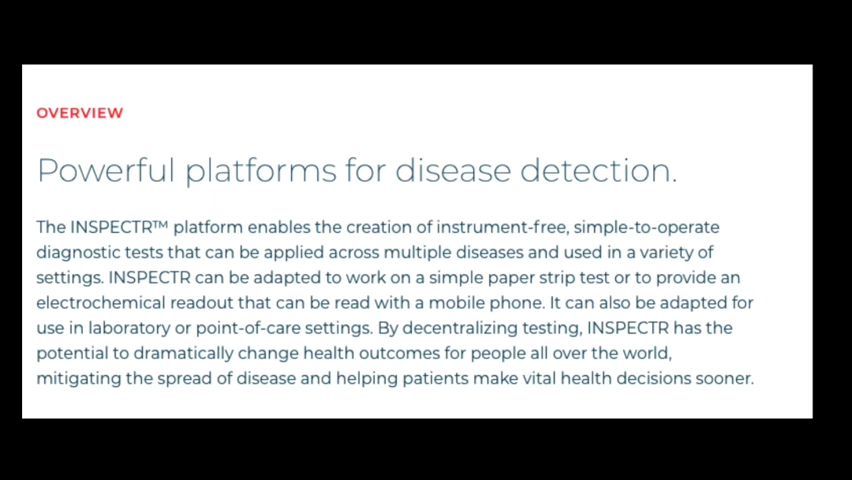 OVERVIEW
Powerful platforms for disease detection.
The INSPECTR™ platform enables the creation of instrument-free, simple-to-operate
diagnostic tests that can be applied across multiple diseases and used in a variety of
settings. INSPECTR can be adapted to work on a simple paper strip test or to provide an
electrochemical readout that can be read with a mobile phone. It can also be adapted for
use in laboratory or point-of-care settings. By decentralizing testing, INSPECTR has the
potential to dramatically change health outcomes for people all over the world,
mitigating the spread of disease and helping patients make vital health decisions sooner.